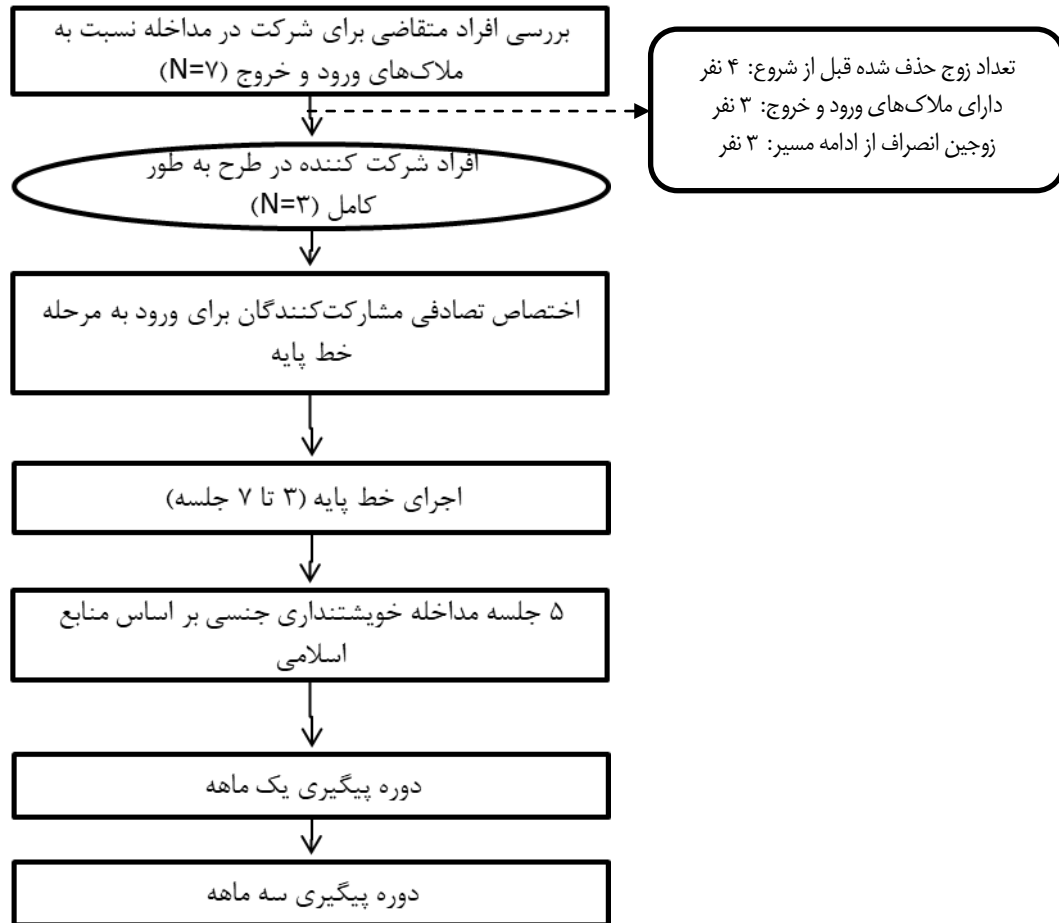 بررسی افراد متقاضی برای شرکت در مداخله نسبت به
ملاک‌های ورود و خروج (N=۷)
تعداد زوج حذف شده قبل از شروع: ۴ نفر
دارای ملاک‌های ورود و خروج: ۳ نفر
زوجین انصراف از ادامه مسیر: ۳ نفر
افراد شرکت کننده در طرح به طور
کامل (N=۳)
اختصاص تصادفی مشارکت‌کنندگان برای ورود به مرحله
خط پایه
اجرای خط پایه (۳ تا ۷ جلسه)
۵ جلسه مداخله خویشتنداری جنسی بر اساس منابع
اسلامی
دوره پیگیری یک ماهه
دوره پیگیری سه ماهه